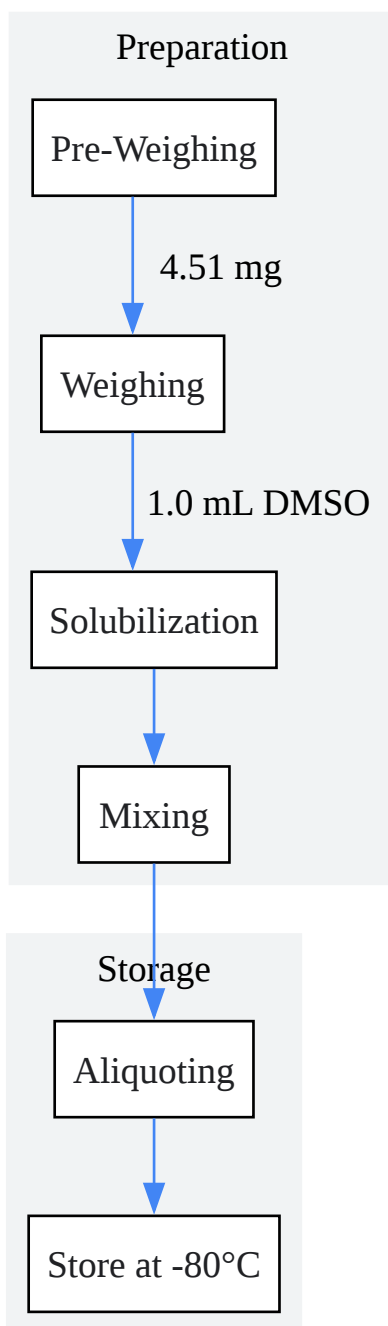 Preparation
Pre-Weighing
4.51 mg
Weighing
1.0 mL DMSO
Solubilization
Mixing
Storage
Aliquoting
Store at -80°C